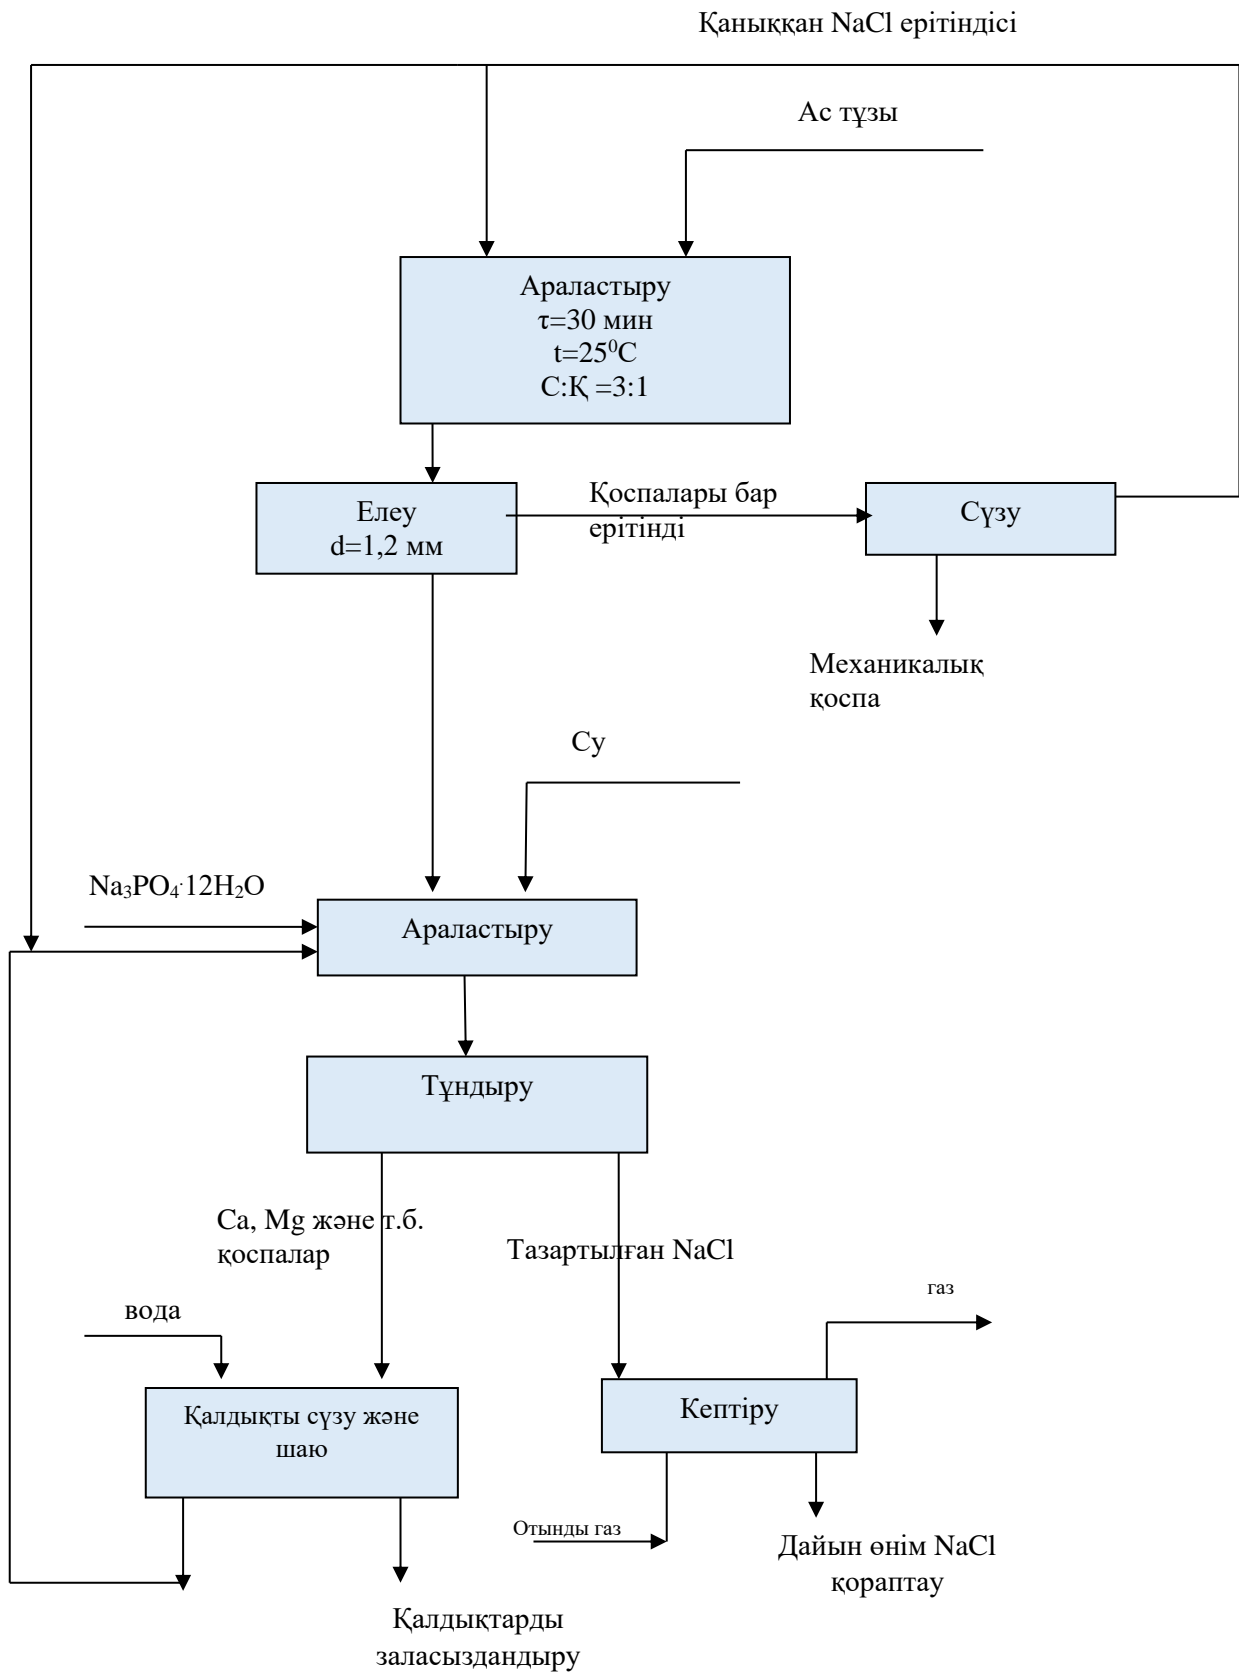 Қаныққан NaCl ерітіндісі
Ас тұзы
Араластыру
τ=30 мин
t=25⁰C
С:Қ =3:1
Елеу
d=1,2 мм
Қоспалары бар
ерітінді
Сүзу
Механикалық
қоспа
Су
Na₃PO₄·12H₂O
Араластыру
Тұндыру
Ca, Mg және т.б.
қоспалар
Тазартылған NaCl
газ
вода
Қалдықты сүзу және
шаю
Кептіру
Отынды газ
Дайын өнім NaCl
қораптау
Қалдықтарды
заласыздандыру